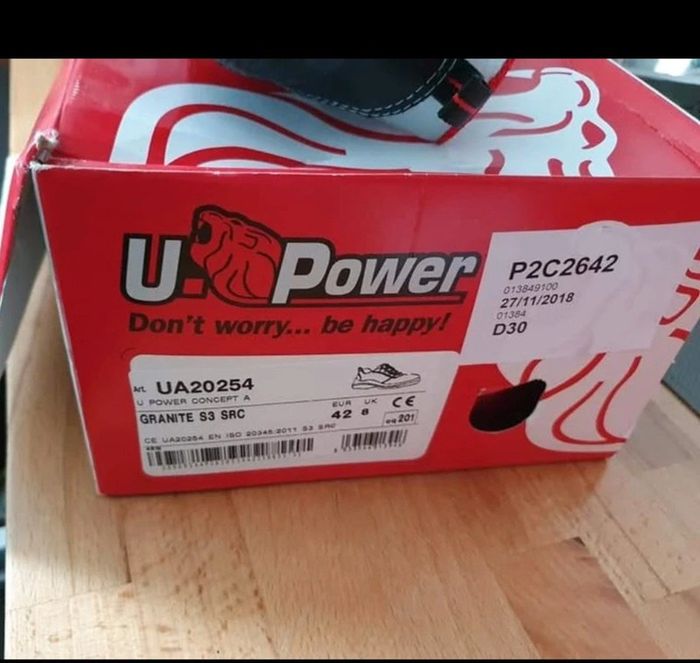 U.Power
Don't worry... be happy!
P2C2642
013849100
27/11/2018
01384
D30
Art. UA20254
U POWER CONCEPT A
GRANITE S3 SRC
EUR UK CE
42 8
201
CE UA20254 EN ISO 20345:2011 S3 SRC